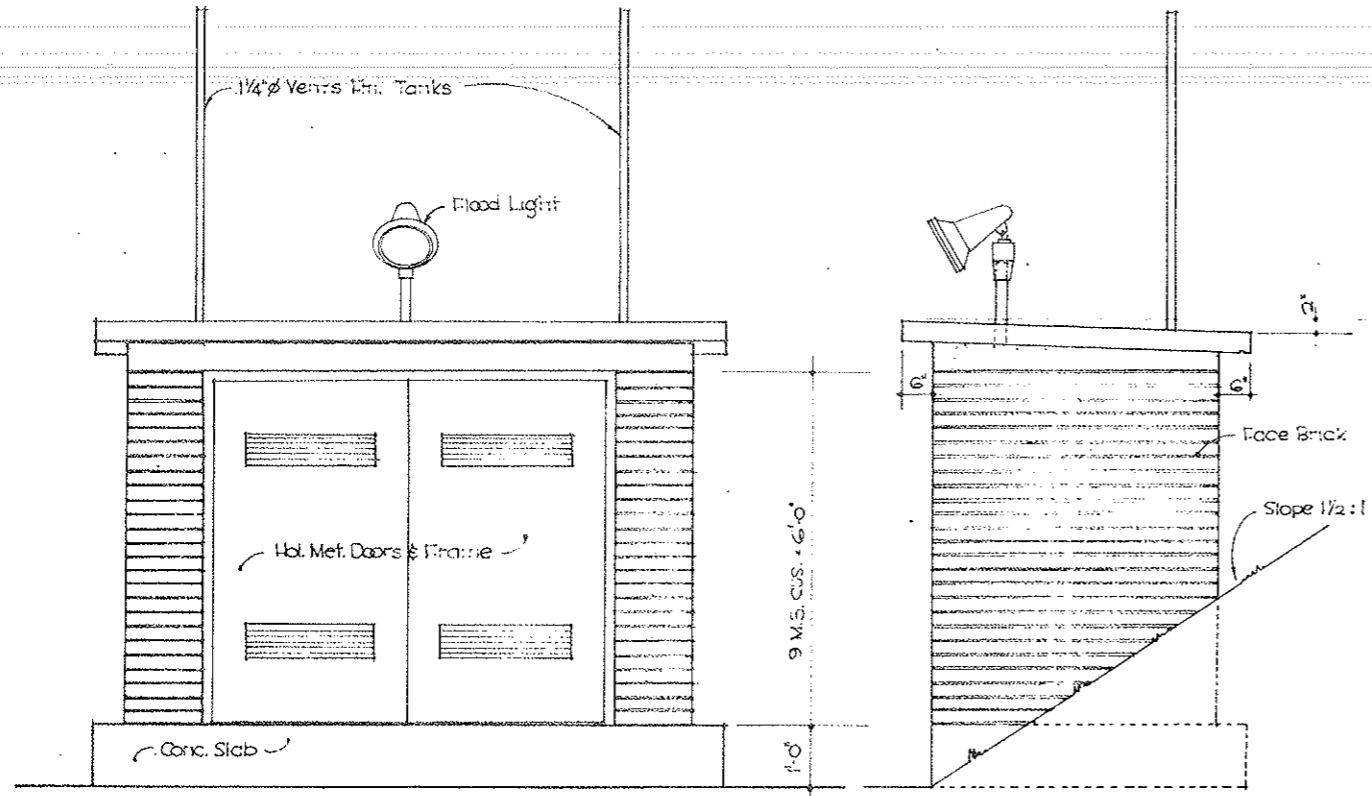 1¼"ø Vents Tanks
Flood Light
2"
6"
6"
Face Brick
Slope 1½ : 1
Hol. Met. Doors & Frame
9 M.S. CUS. = 6'-0"
1'-0"
Conc. Slab